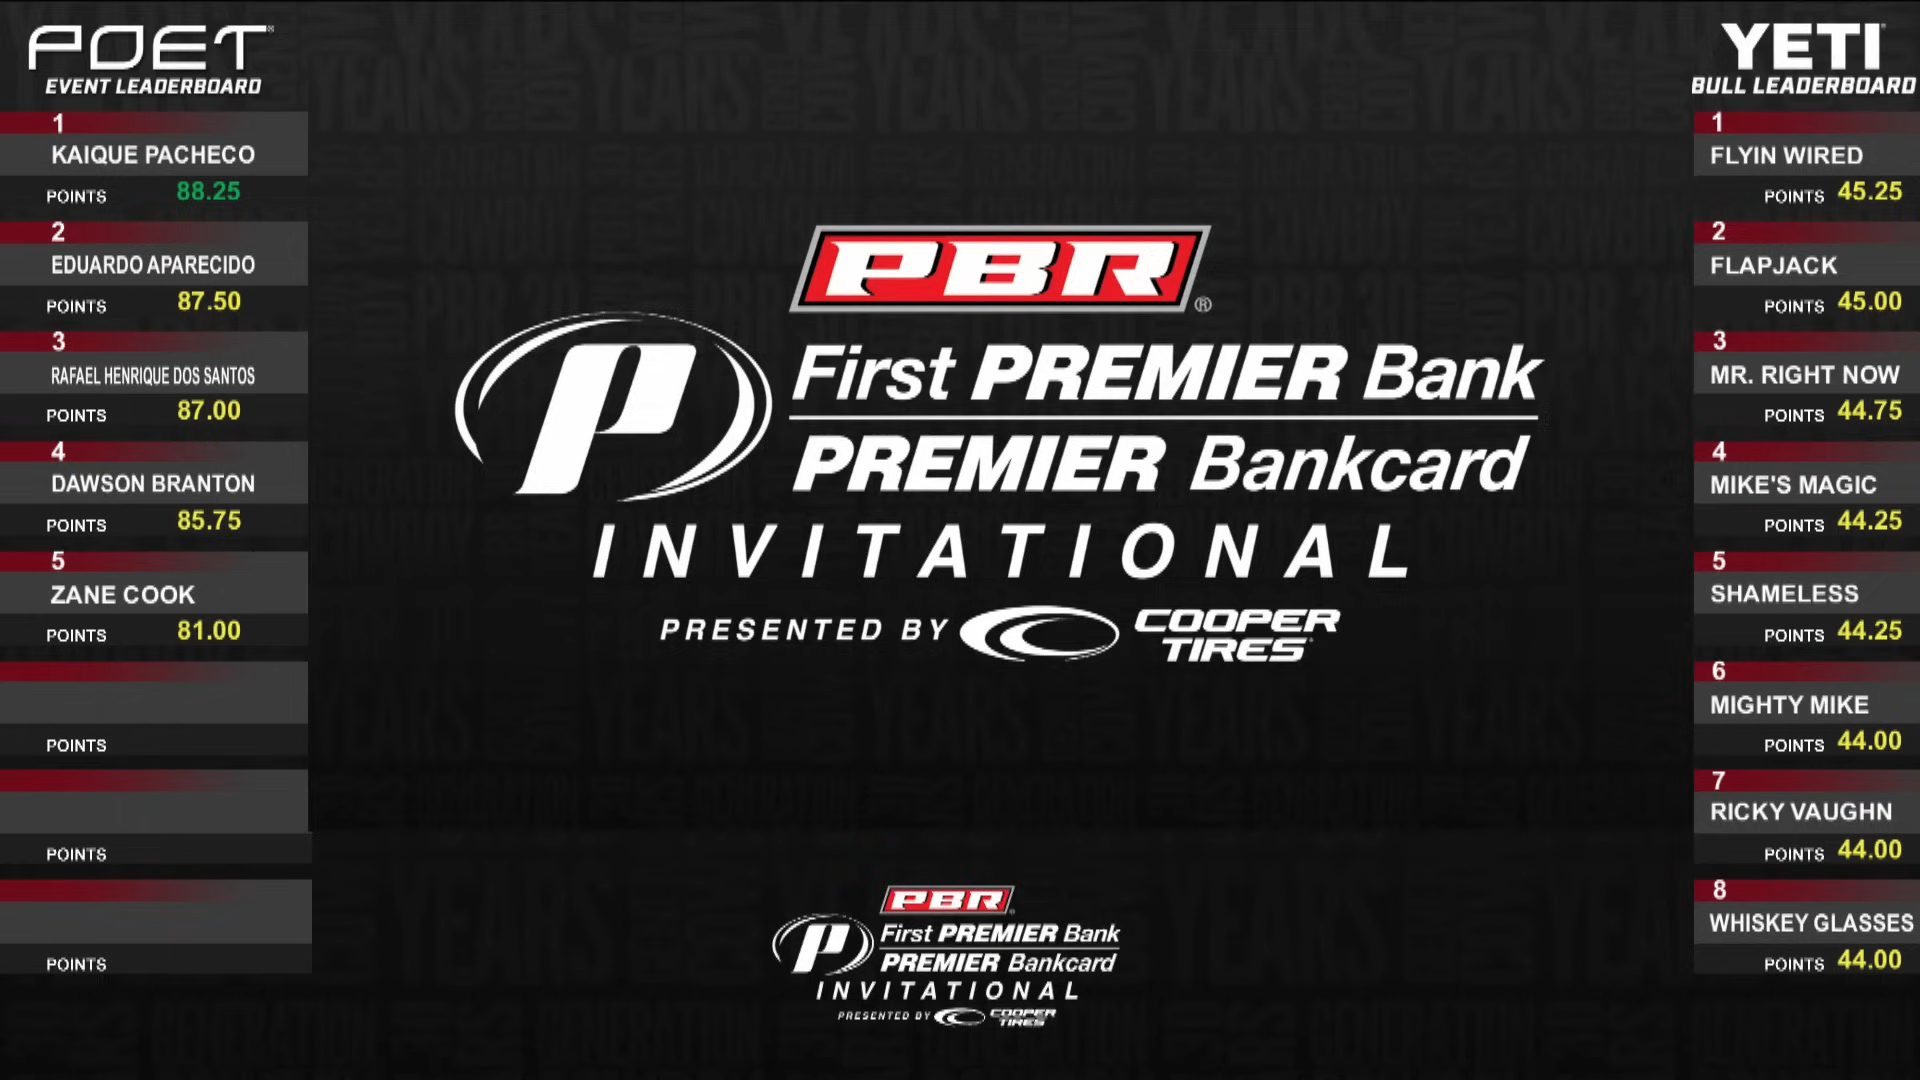 POET®
EVENT LEADERBOARD
1
KAIQUE PACHECO
POINTS 88.25
2
EDUARDO APARECIDO
POINTS 87.50
3
RAFAEL HENRIQUE DOS SANTOS
POINTS 87.00
4
DAWSON BRANTON
POINTS 85.75
5
ZANE COOK
POINTS 81.00
POINTS
POINTS
POINTS
PBR®
P
First PREMIER Bank
PREMIER Bankcard
INVITATIONAL
PRESENTED BY COOPER
TIRES
PBR
P
First PREMIER Bank
PREMIER Bankcard
INVITATIONAL
PRESENTED BY COOPER
TIRES
YETI
BULL LEADERBOARD
1
FLYIN WIRED
POINTS 45.25
2
FLAPJACK
POINTS 45.00
3
MR. RIGHT NOW
POINTS 44.75
4
MIKE'S MAGIC
POINTS 44.25
5
SHAMELESS
POINTS 44.25
6
MIGHTY MIKE
POINTS 44.00
7
RICKY VAUGHN
POINTS 44.00
8
WHISKEY GLASSES
POINTS 44.00